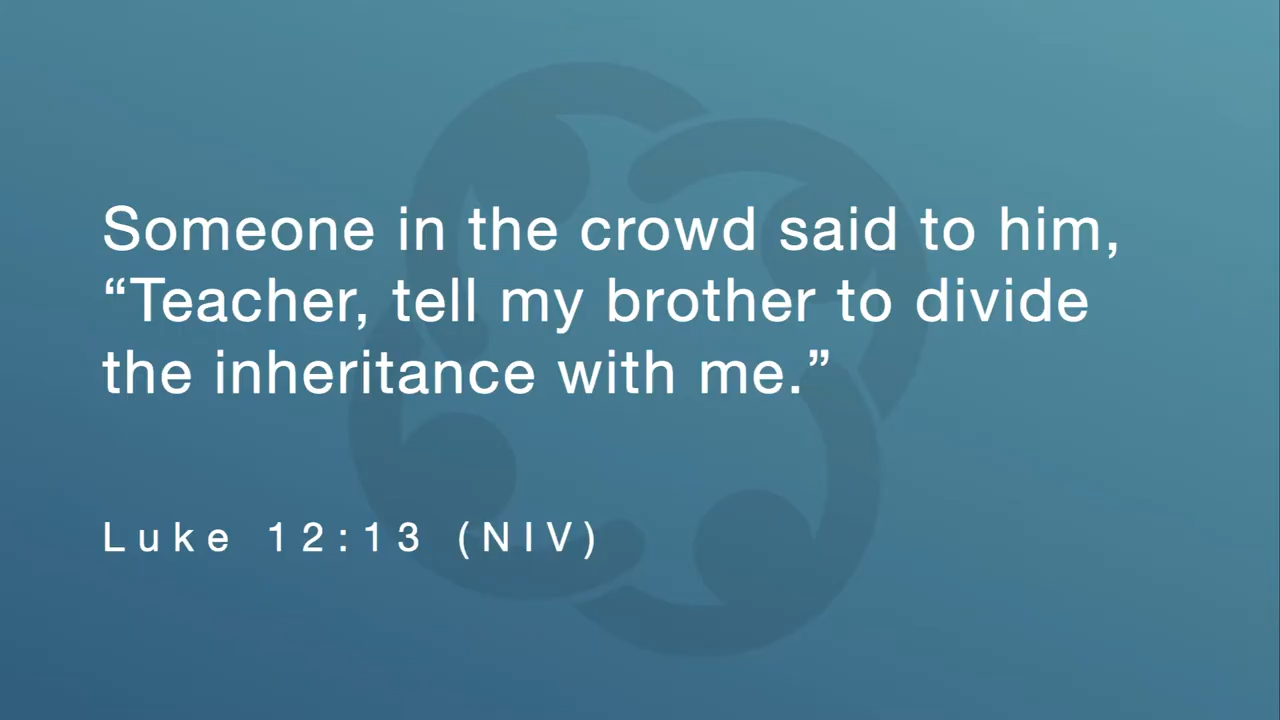 Someone in the crowd said to him,
“Teacher, tell my brother to divide
the inheritance with me.”
Luke 12:13 (NIV)